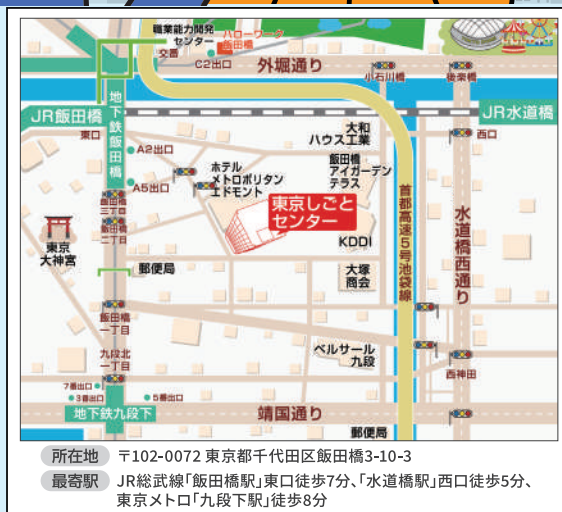 職業能力開発
センター
ハローワーク
飯田橋
交番
C2出口
外堀通り
小石川橋
後楽橋
JR飯田橋
東口
地下鉄飯田橋
JR水道橋
西口
A2出口
A5出口
ホテル
メトロポリタン
エドモント
大和
ハウス工業
飯田橋
アイガーデン
テラス
東京しごと
センター
KDDI
大塚
商会
首都高速5号池袋線
水道橋西通り
飯田橋
三丁目
飯田橋
二丁目
東京
大神宮
郵便局
飯田橋
一丁目
九段北
一丁目
ベルサール
九段
西神田
7番出口
3番出口
5番出口
地下鉄九段下
靖国通り
郵便局
所在地 〒102-0072 東京都千代田区飯田橋3-10-3
最寄駅 JR総武線「飯田橋駅」東口徒歩7分、「水道橋駅」西口徒歩5分、
東京メトロ「九段下駅」徒歩8分